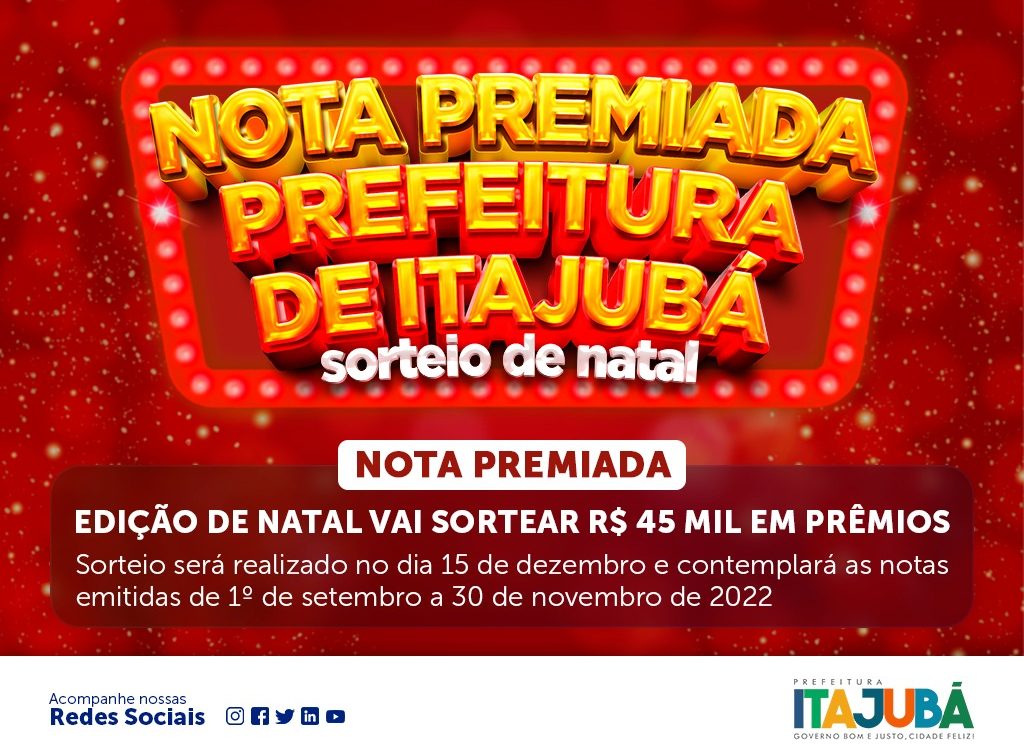 NOTA PREMIADA
PREFEITURA
DE ITAJUBÁ
sorteio de natal
NOTA PREMIADA
EDIÇÃO DE NATAL VAI SORTEAR R$ 45 MIL EM PRÊMIOS
Sorteio será realizado no dia 15 de dezembro e contemplará as notas
emitidas de 1º de setembro a 30 de novembro de 2022
Acompanhe nossas
Redes Sociais
PREFEITURA
ITAJUBÁ
GOVERNO BOM E JUSTO, CIDADE FELIZ!